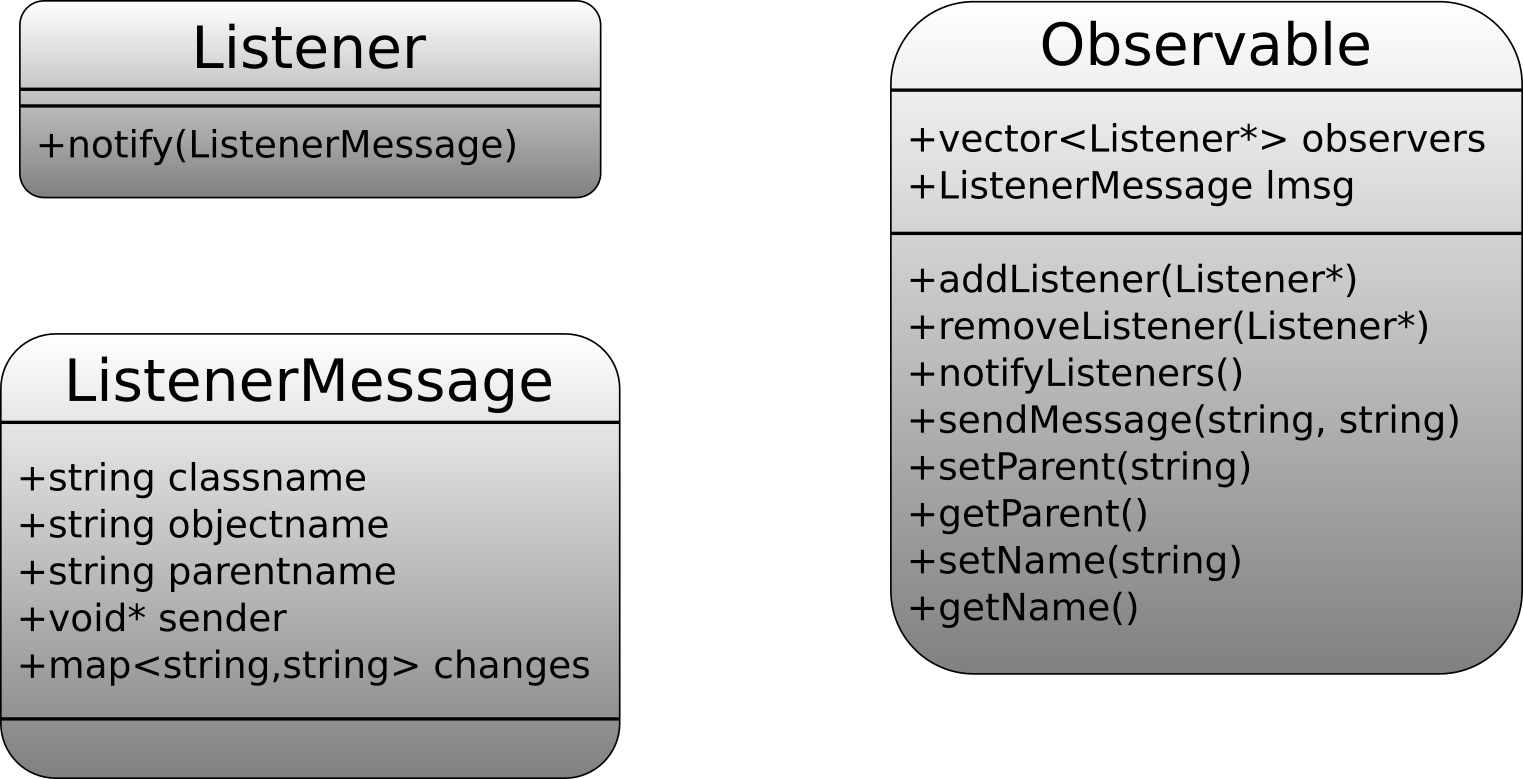 Listener
+notify(ListenerMessage)
ListenerMessage
+string classname
+string objectname
+string parentname
+void* sender
+map<string,string> changes
Observable
+vector<Listener*> observers
+ListenerMessage lmsg
+addListener(Listener*)
+removeListener(Listener*)
+notifyListeners()
+sendMessage(string, string)
+setParent(string)
+getParent()
+setName(string)
+getName()